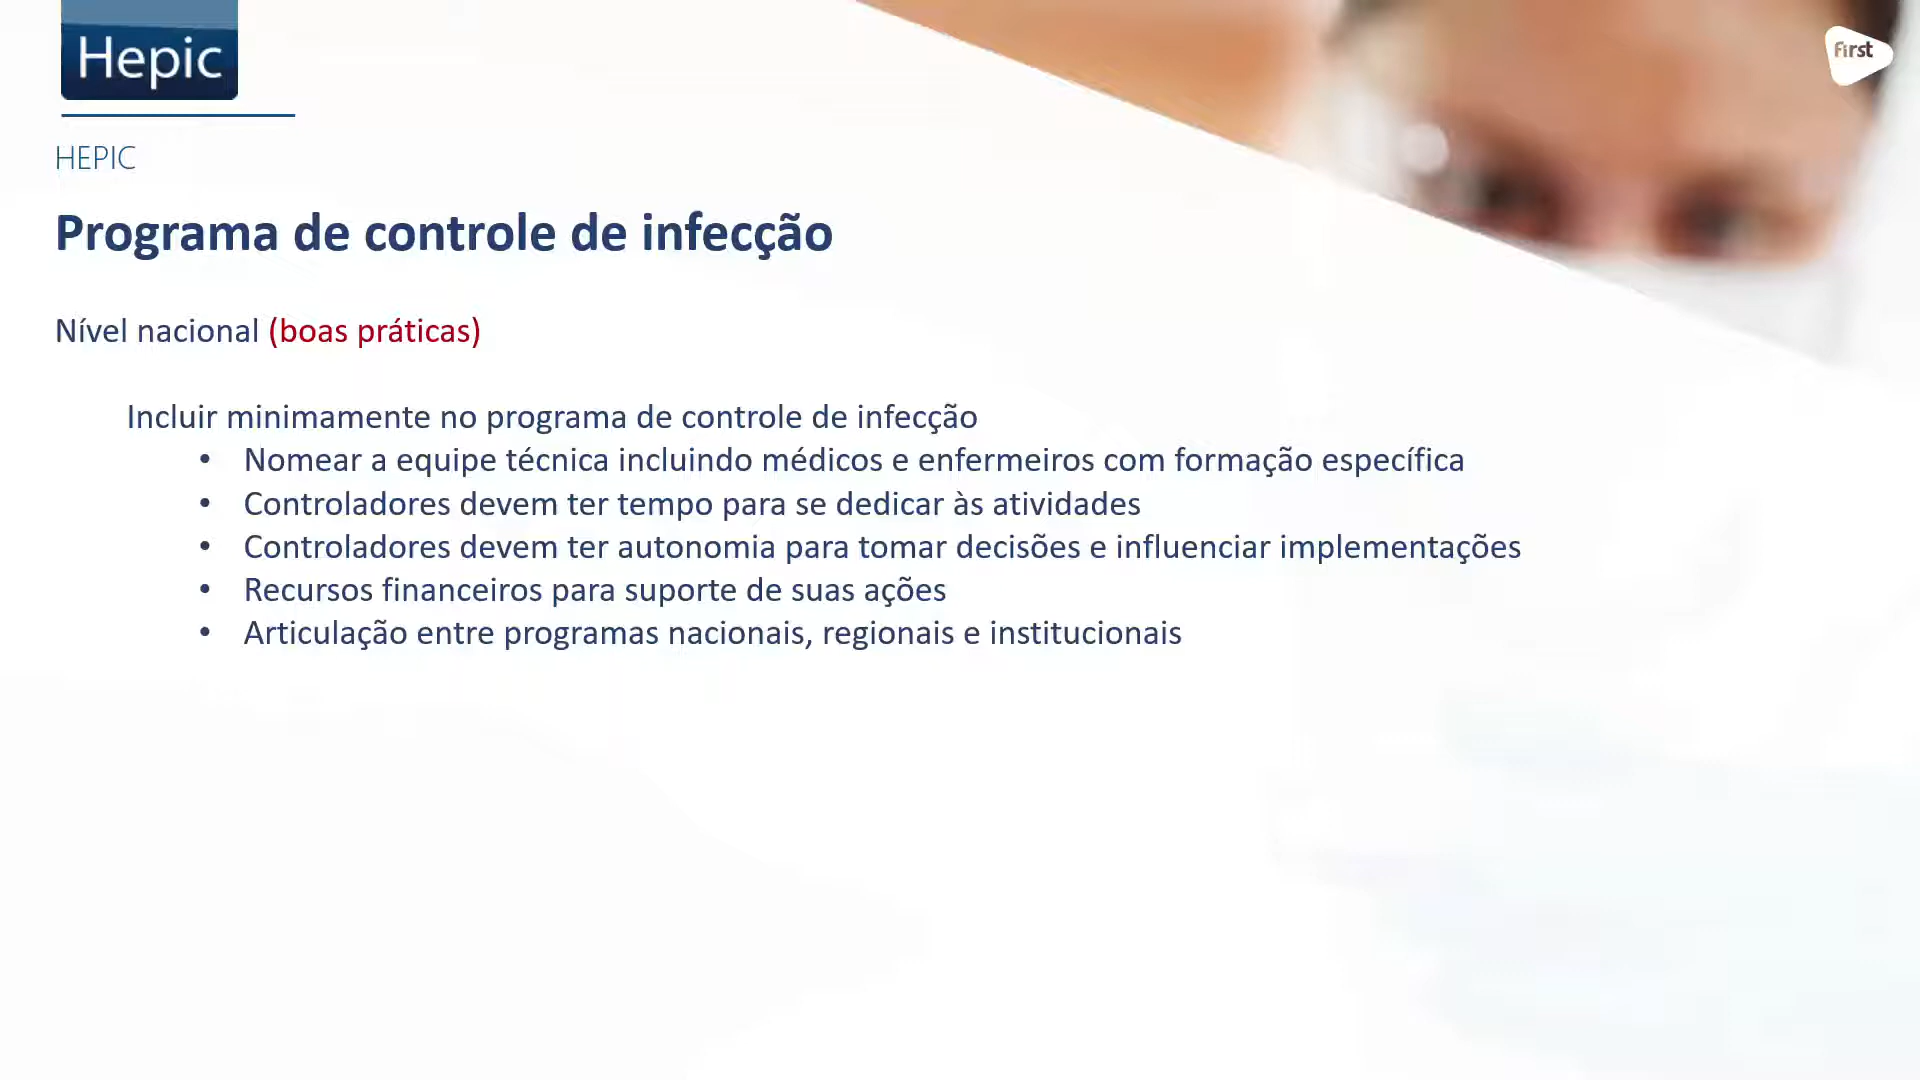 Hepic
first
HEPIC
Programa de controle de infecção
Nível nacional (boas práticas)
Incluir minimamente no programa de controle de infecção
• Nomear a equipe técnica incluindo médicos e enfermeiros com formação específica
• Controladores devem ter tempo para se dedicar às atividades
• Controladores devem ter autonomia para tomar decisões e influenciar implementações
• Recursos financeiros para suporte de suas ações
• Articulação entre programas nacionais, regionais e institucionais